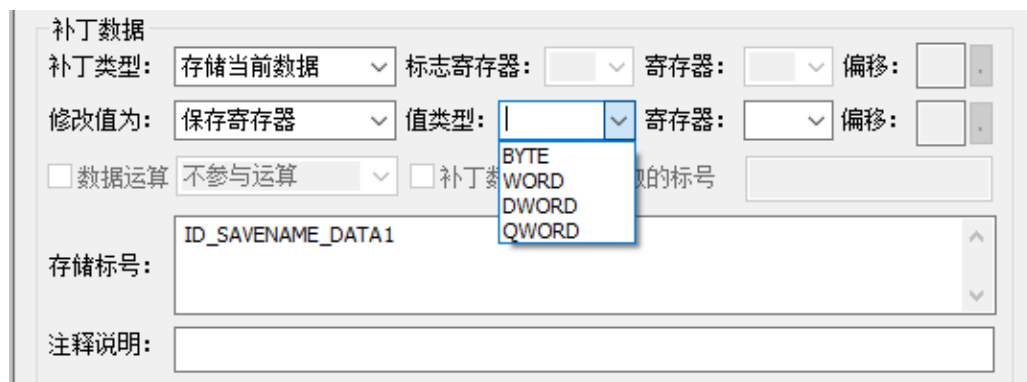 补丁数据
补丁类型： 存储当前数据 标志寄存器： 寄存器： 偏移： .
修改值为： 保存寄存器 值类型： 寄存器： 偏移： .
BYTE
数据运算 不参与运算 补丁数 的标号
WORD
DWORD
QWORD
ID_SAVENAME_DATA1
存储标号：
注释说明：